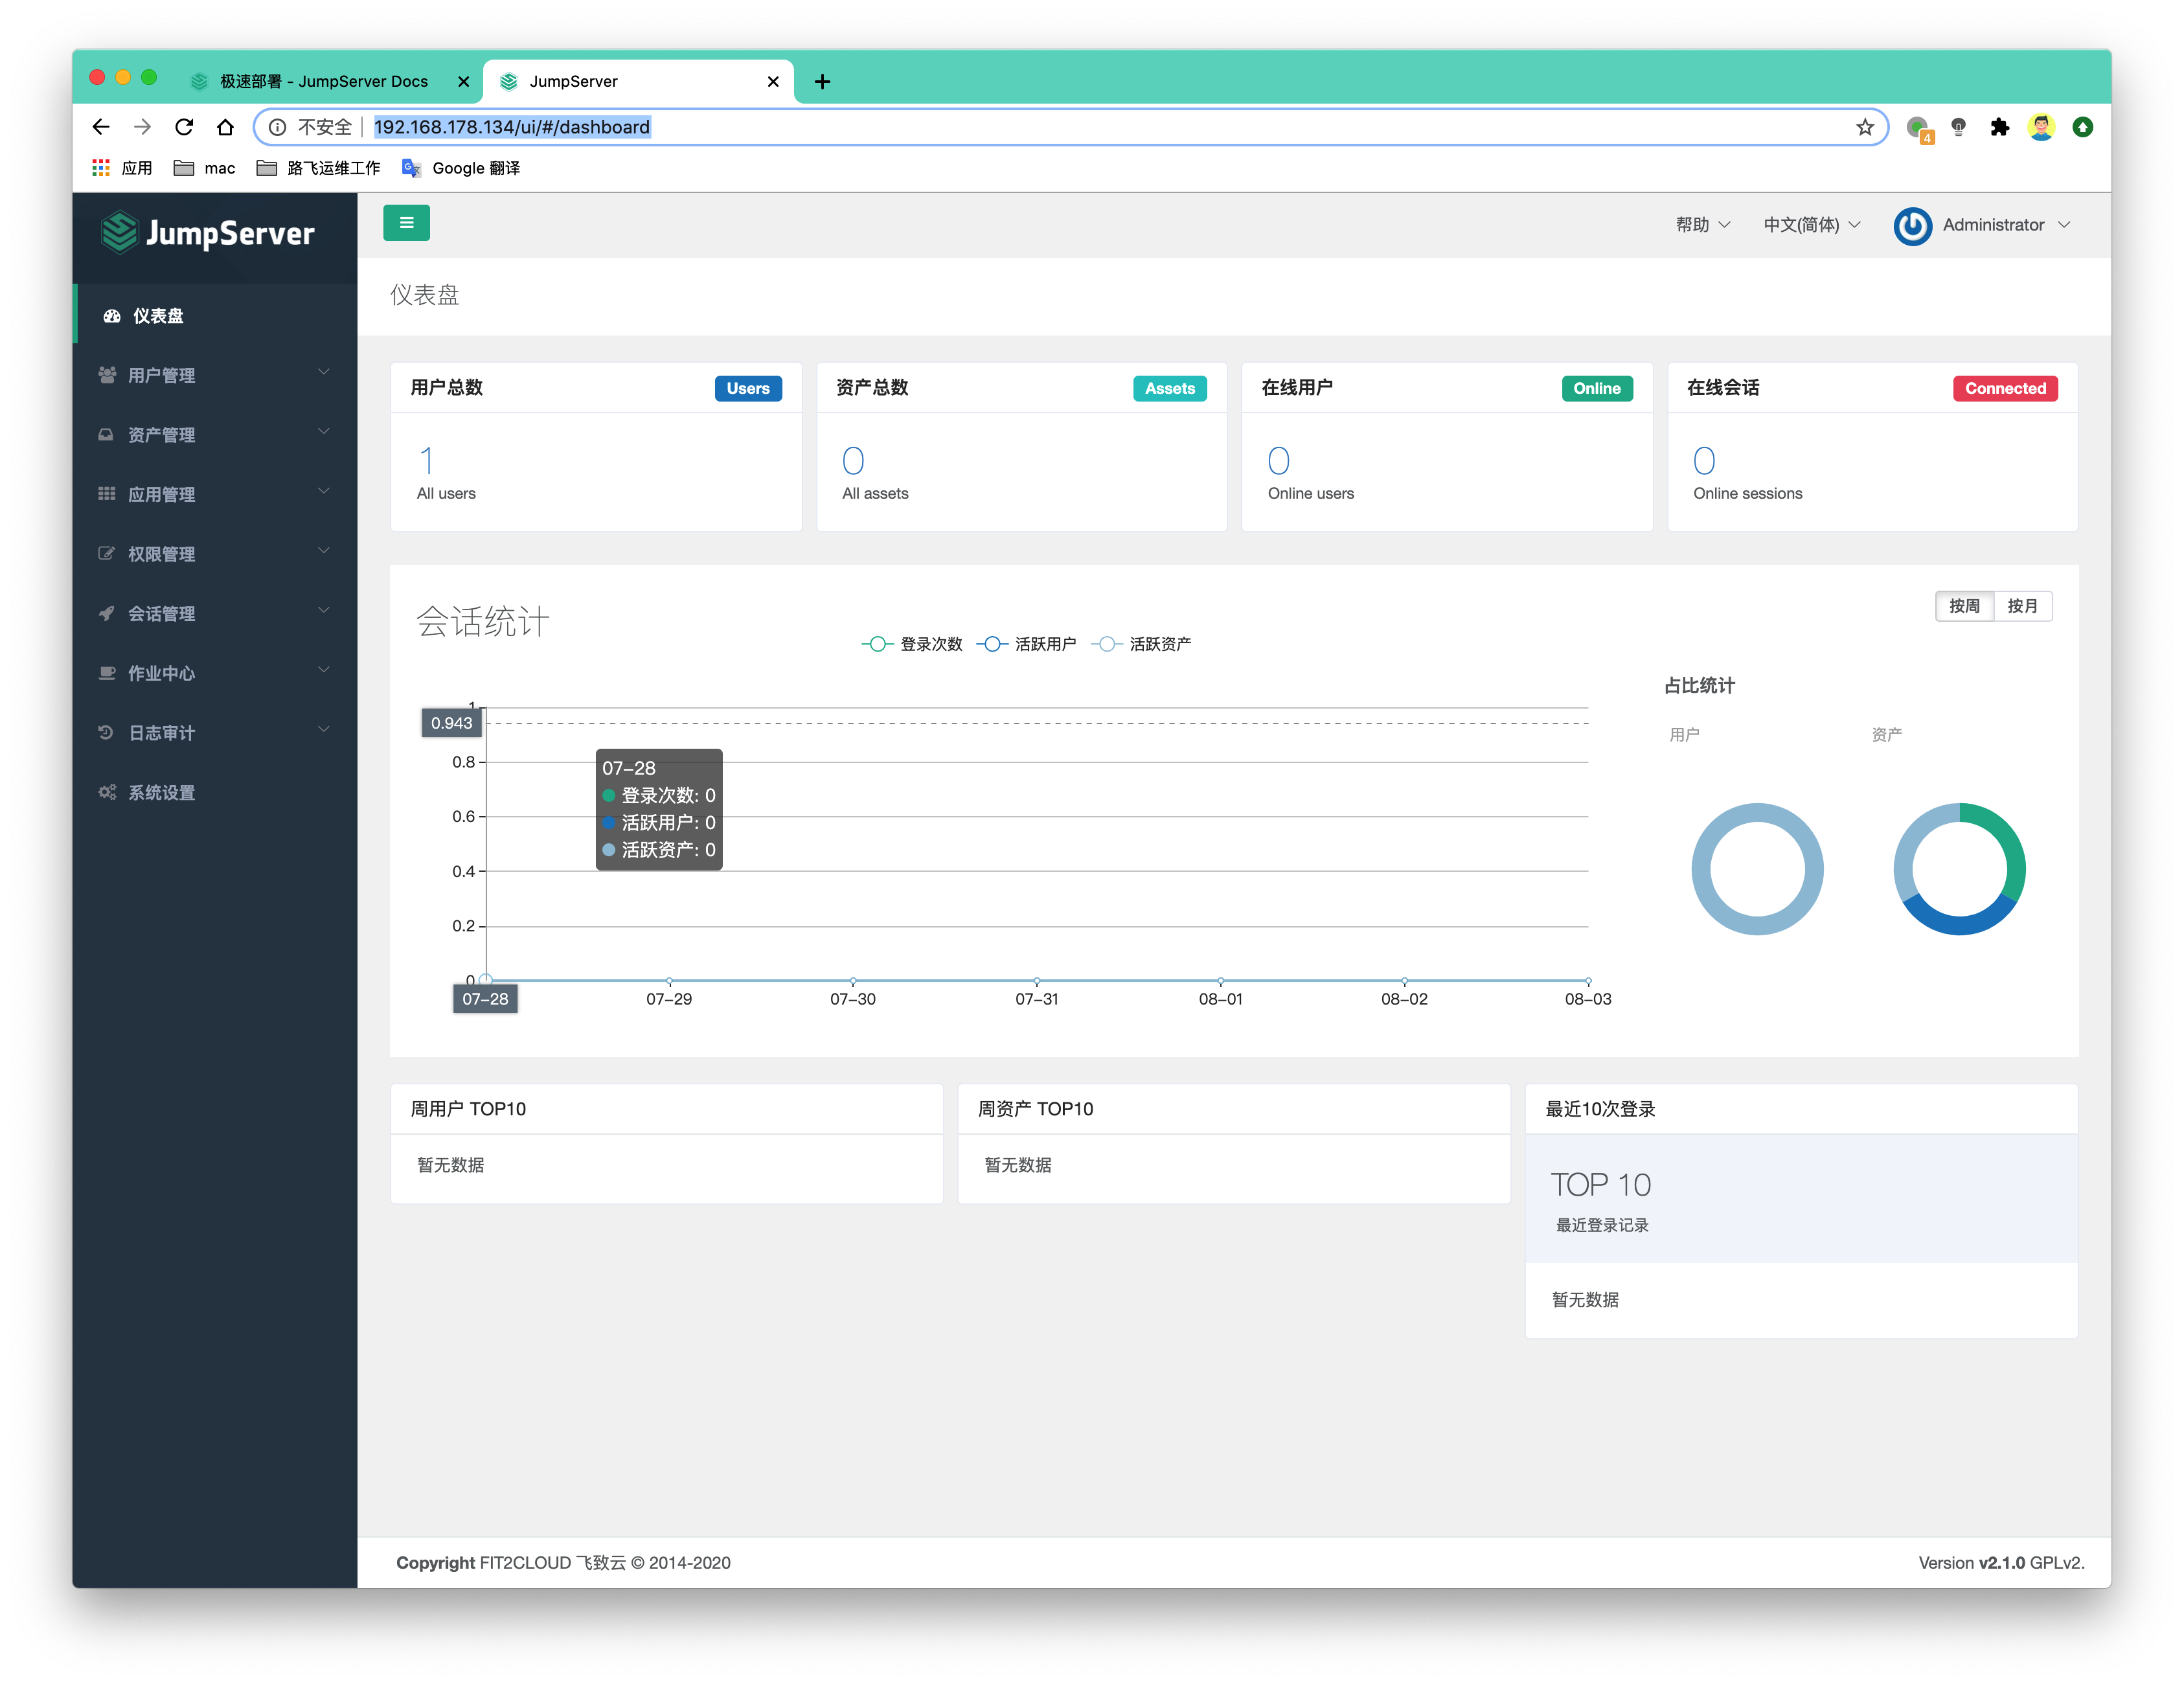 极速部署 - JumpServer Docs
JumpServer
不安全 192.168.178.134/ui/#/dashboard
4
应用 mac 路飞运维工作 Google 翻译
JumpServer
帮助 中文(简体) Administrator
仪表盘
用户管理
资产管理
应用管理
权限管理
会话管理
作业中心
日志审计
系统设置
仪表盘
用户总数 Users
1
All users
资产总数 Assets
0
All assets
在线用户 Online
0
Online users
在线会话 Connected
0
Online sessions
会话统计
按周 按月
登录次数 活跃用户 活跃资产
1
0.943
0.8
0.6
0.4
0.2
0
07-28
登录次数: 0
活跃用户: 0
活跃资产: 0
07-28 07-29 07-30 07-31 08-01 08-02 08-03
占比统计
用户 资产
周用户 TOP10
暂无数据
周资产 TOP10
暂无数据
最近10次登录
TOP 10
最近登录记录
暂无数据
Copyright FIT2CLOUD 飞致云 © 2014-2020
Version v2.1.0 GPLv2.